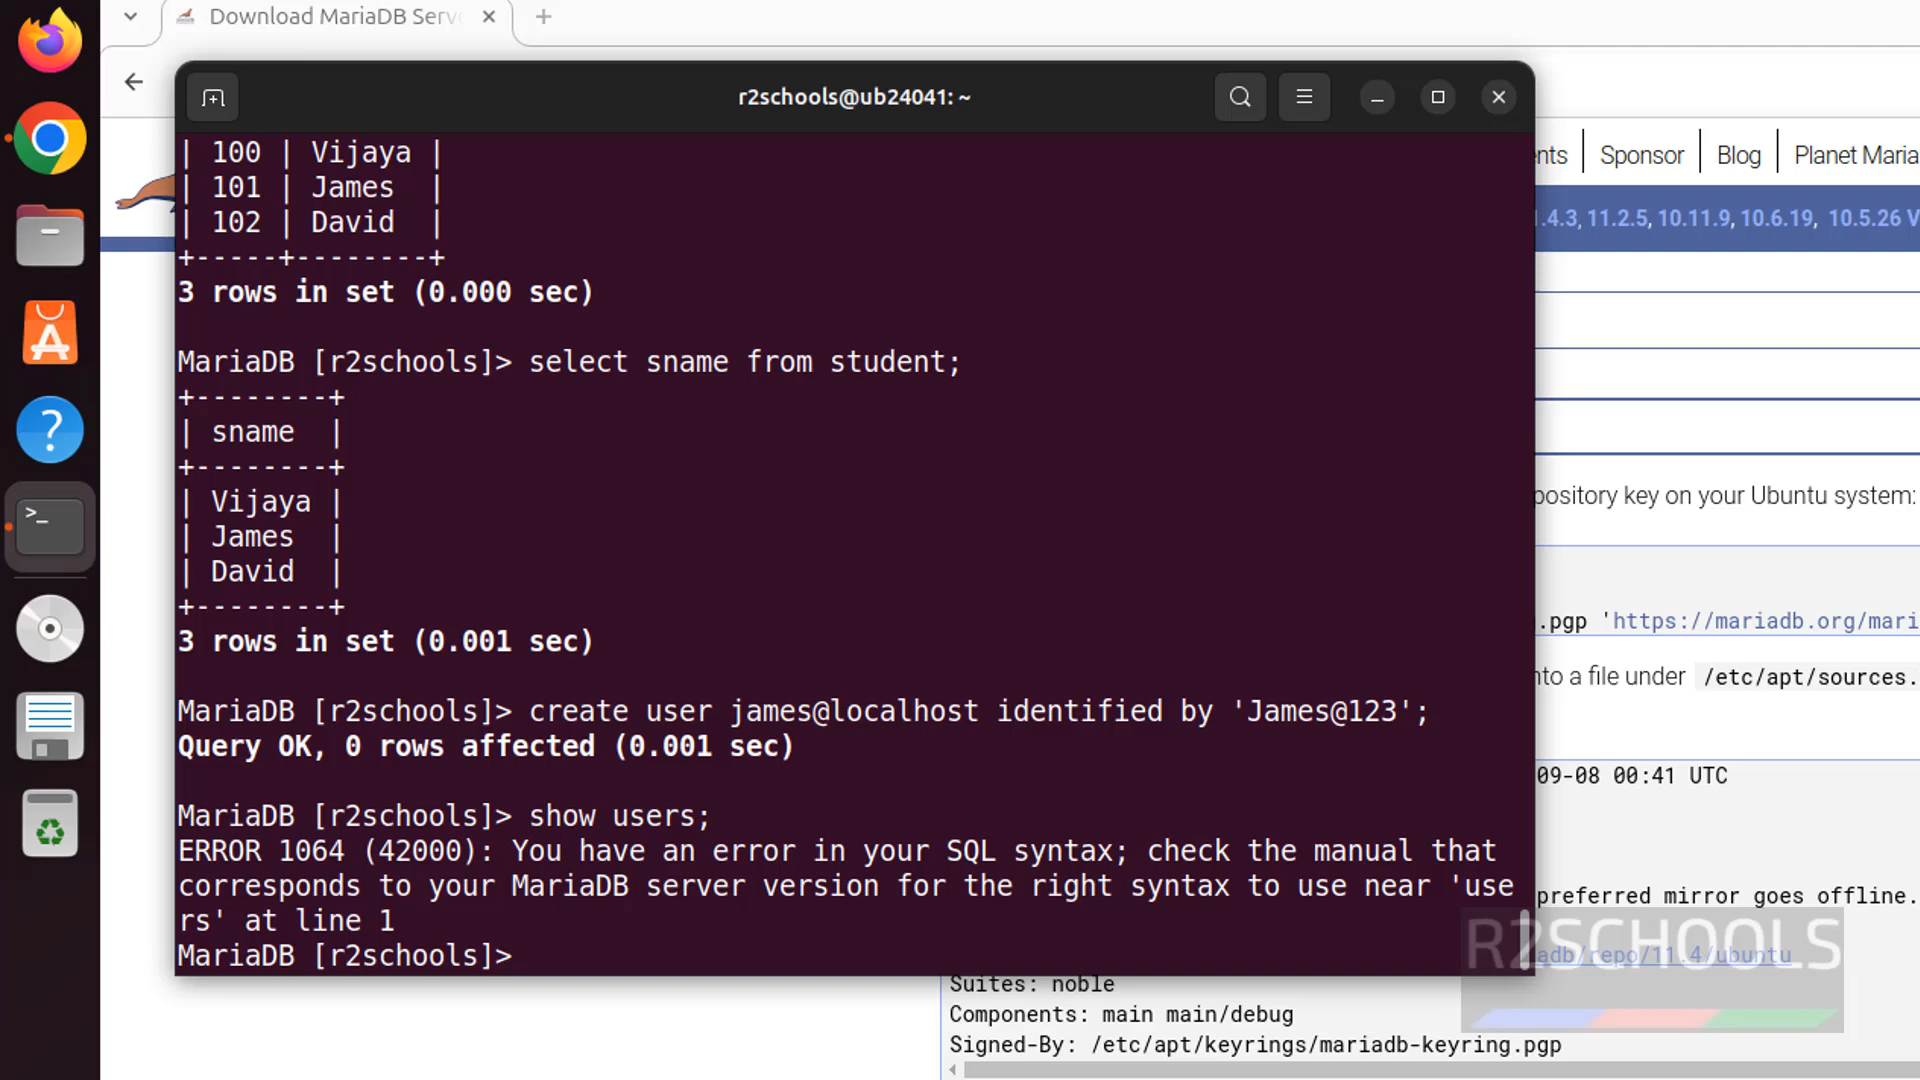 Download MariaDB Serv
r2schools@ub24041: ~
| 100 | Vijaya |
| 101 | James  |
| 102 | David  |
+-----+--------+
3 rows in set (0.000 sec)
MariaDB [r2schools]> select sname from student;
+--------+
| sname  |
+--------+
| Vijaya |
| James  |
| David  |
+--------+
3 rows in set (0.001 sec)
MariaDB [r2schools]> create user james@localhost identified by 'James@123';
Query OK, 0 rows affected (0.001 sec)
MariaDB [r2schools]> show users;
ERROR 1064 (42000): You have an error in your SQL syntax; check the manual that
corresponds to your MariaDB server version for the right syntax to use near 'use
rs' at line 1
MariaDB [r2schools]>
ents Sponsor Blog Planet Maria
.4.3, 11.2.5, 10.11.9, 10.6.19, 10.5.26 V
pository key on your Ubuntu system:
.pgp 'https://mariadb.org/mari
nto a file under /etc/apt/sources.
09-08 00:41 UTC
preferred mirror goes offline.
adb/repo/11.4/ubuntu
R2SCHOOLS
Suites: noble
Components: main main/debug
Signed-By: /etc/apt/keyrings/mariadb-keyring.pgp